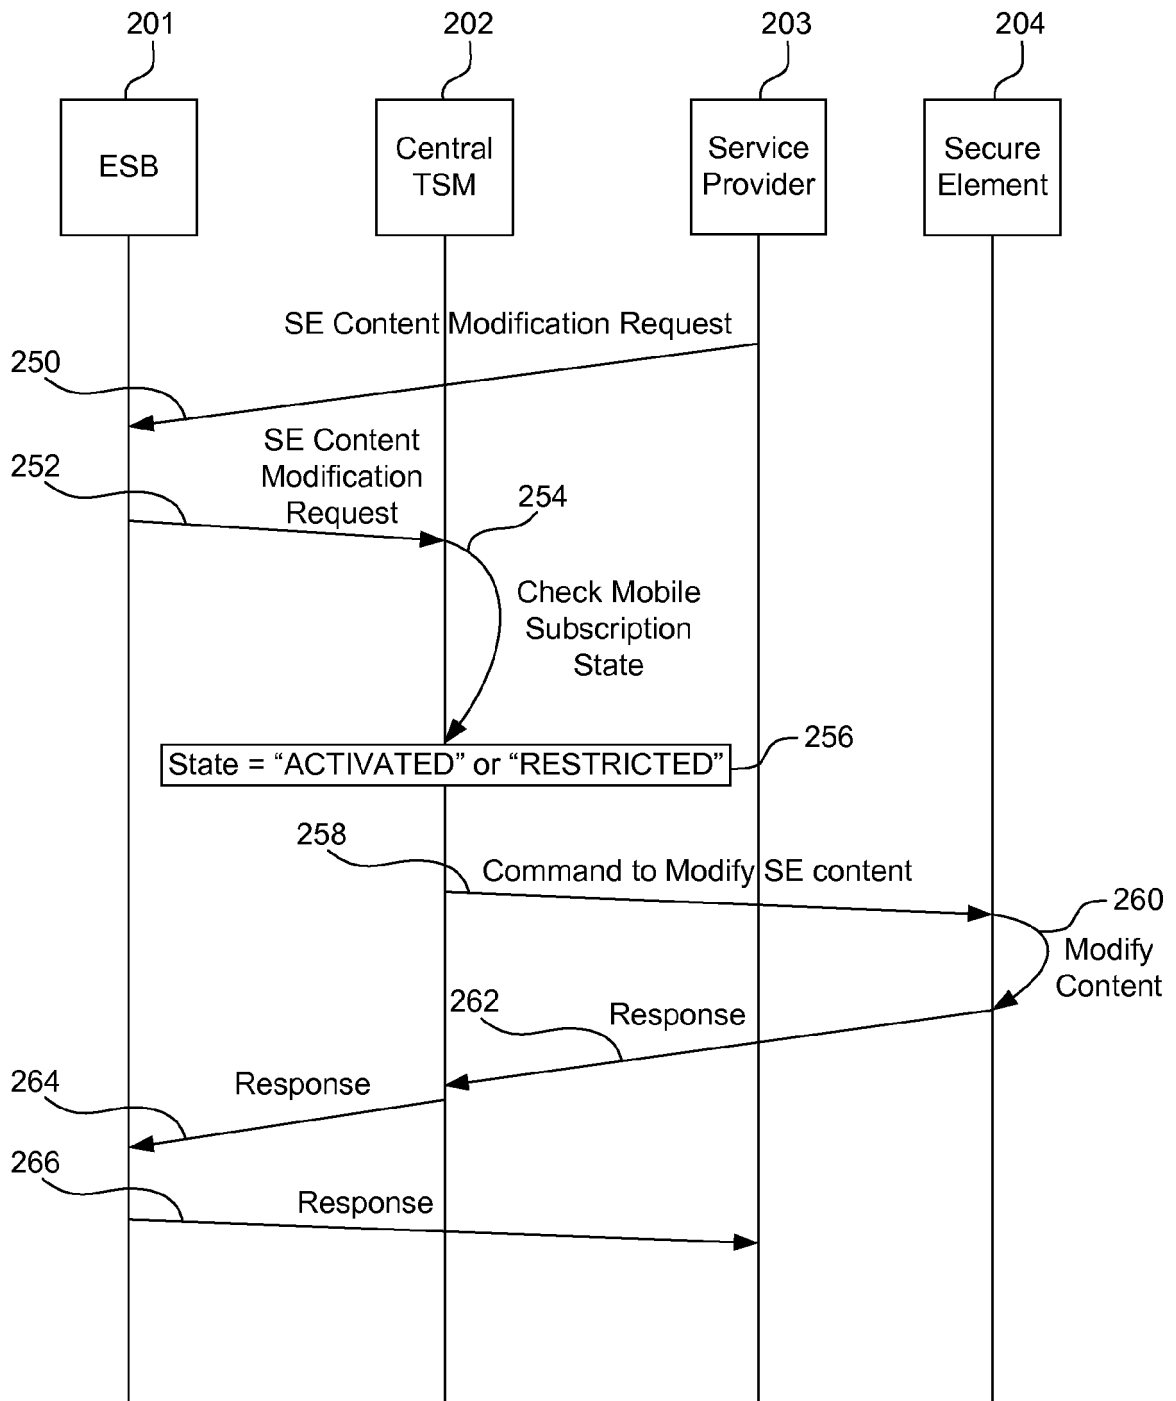 201
202
203
204
ESB
Central
TSM
Service
Provider
Secure
Element
SE Content Modification Request
250
SE Content
Modification
Request
252
254
Check Mobile
Subscription
State
State = “ACTIVATED” or “RESTRICTED”
256
258
Command to Modify SE content
260
Modify
Content
262
Response
264
Response
266
Response